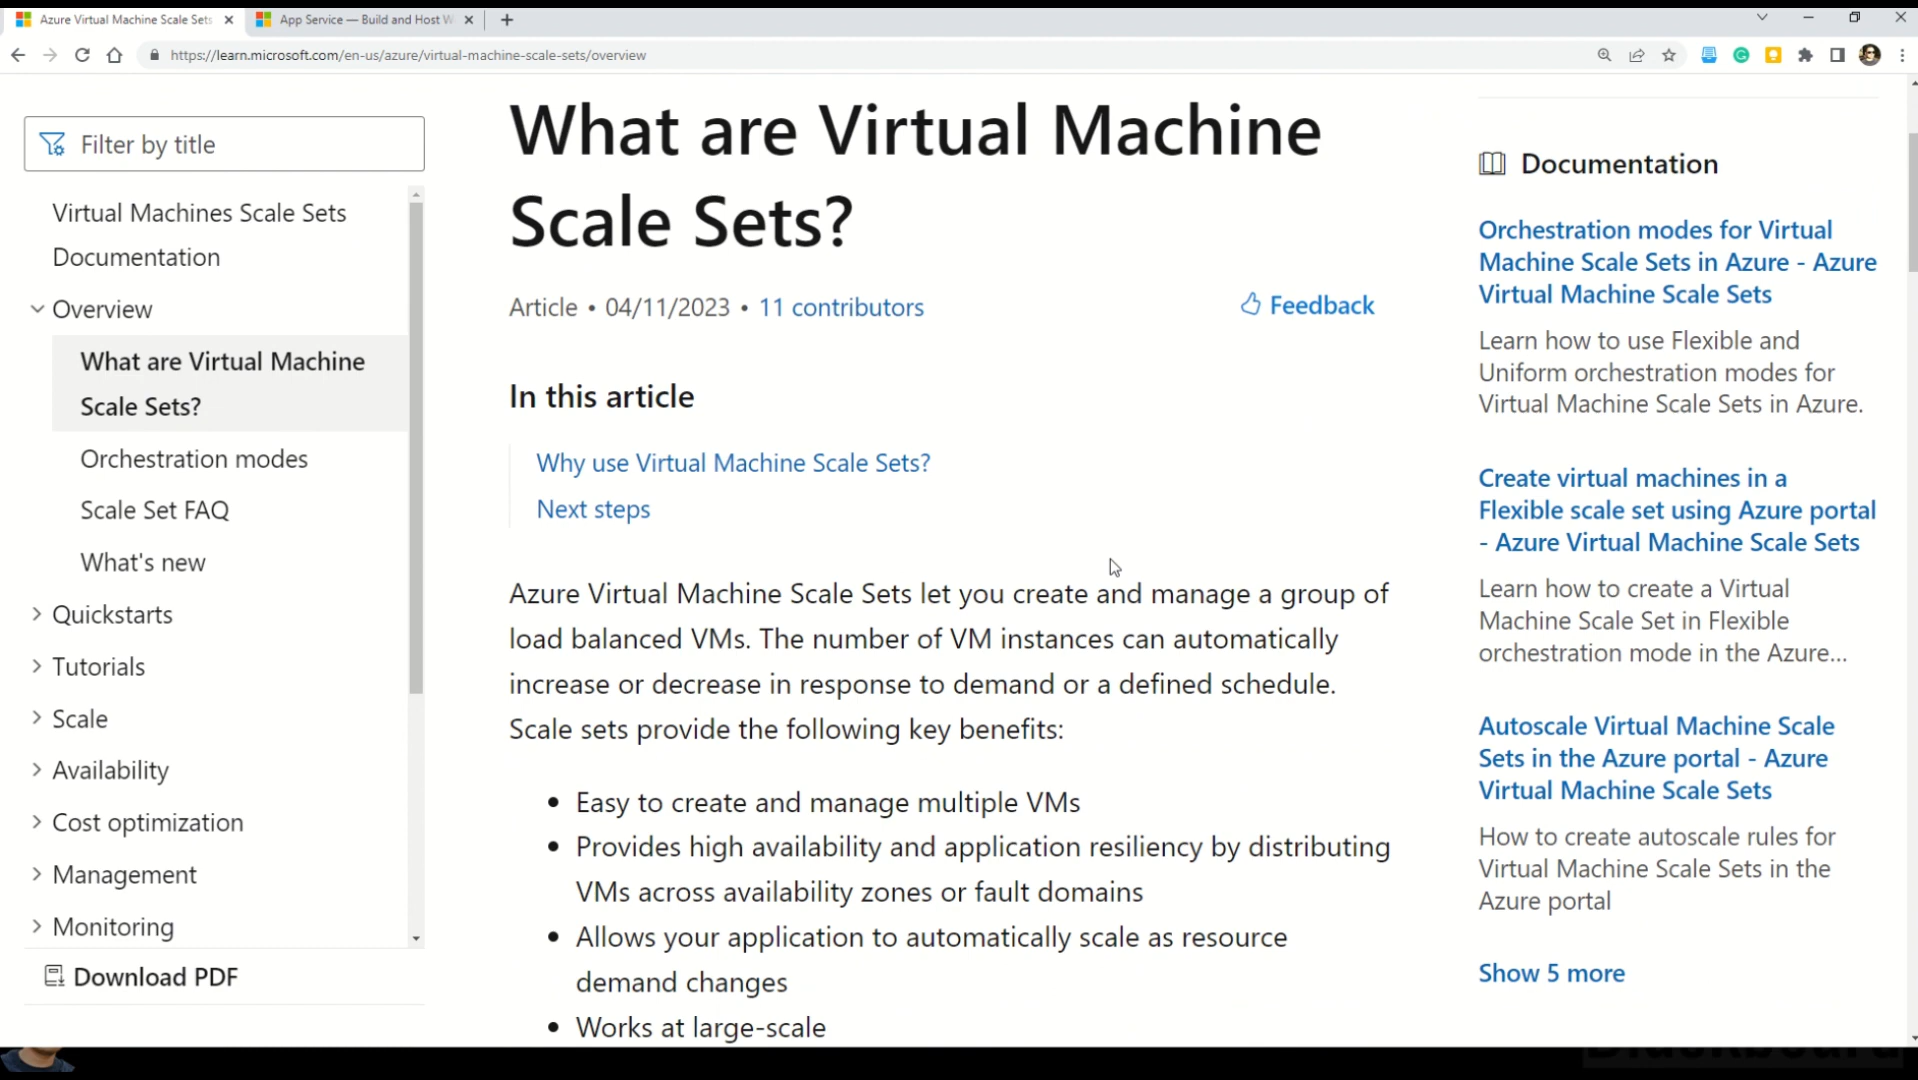 Azure Virtual Machine Scale Sets
App Service — Build and Host W
https://learn.microsoft.com/en-us/azure/virtual-machine-scale-sets/overview
Filter by title
Virtual Machines Scale Sets
Documentation
Overview
What are Virtual Machine
Scale Sets?
Orchestration modes
Scale Set FAQ
What's new
Quickstarts
Tutorials
Scale
Availability
Cost optimization
Management
Monitoring
Download PDF
What are Virtual Machine
Scale Sets?
Article • 04/11/2023 • 11 contributors
Feedback
In this article
Why use Virtual Machine Scale Sets?
Next steps
Azure Virtual Machine Scale Sets let you create and manage a group of
load balanced VMs. The number of VM instances can automatically
increase or decrease in response to demand or a defined schedule.
Scale sets provide the following key benefits:
• Easy to create and manage multiple VMs
• Provides high availability and application resiliency by distributing
VMs across availability zones or fault domains
• Allows your application to automatically scale as resource
demand changes
• Works at large-scale
Documentation
Orchestration modes for Virtual
Machine Scale Sets in Azure - Azure
Virtual Machine Scale Sets
Learn how to use Flexible and
Uniform orchestration modes for
Virtual Machine Scale Sets in Azure.
Create virtual machines in a
Flexible scale set using Azure portal
- Azure Virtual Machine Scale Sets
Learn how to create a Virtual
Machine Scale Set in Flexible
orchestration mode in the Azure...
Autoscale Virtual Machine Scale
Sets in the Azure portal - Azure
Virtual Machine Scale Sets
How to create autoscale rules for
Virtual Machine Scale Sets in the
Azure portal
Show 5 more